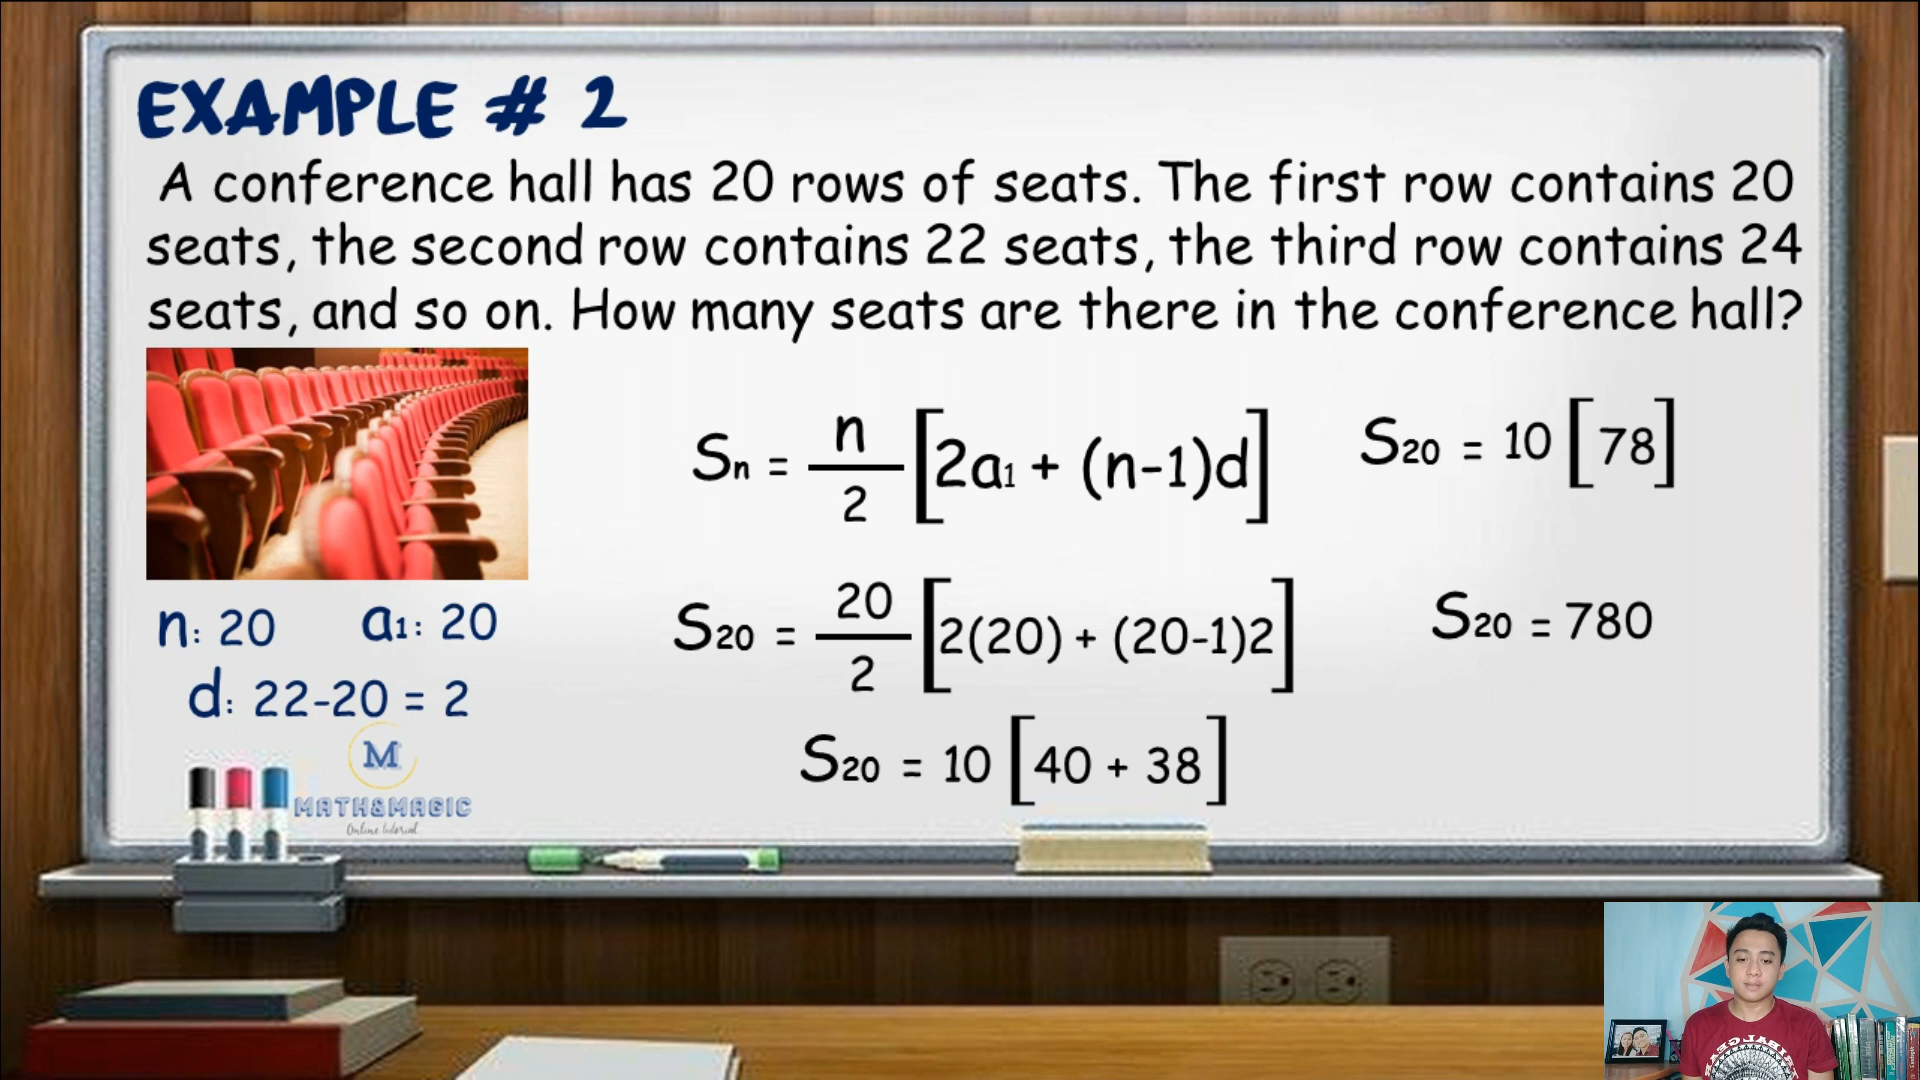 EXAMPLE # 2
A conference hall has 20 rows of seats. The first row contains 20
seats, the second row contains 22 seats, the third row contains 24
seats, and so on. How many seats are there in the conference hall?
Sn = n/2 [2a1 + (n-1)d]
S20 = 10 [78]
n: 20 a1: 20
S20 = 20/2 [2(20) + (20-1)2]
S20 = 780
d: 22-20 = 2
S20 = 10 [40 + 38]
M
MATH&MAGIC
Online tutorial